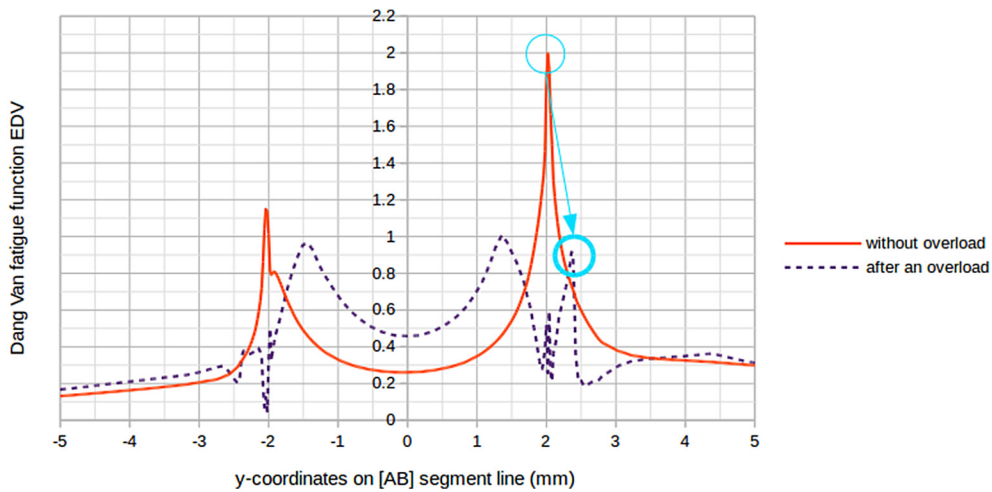 Dang Van fatigue function EDV
2.2
2
1.8
1.6
1.4
1.2
1
0.8
0.6
0.4
0.2
0
-5 -4 -3 -2 -1 0 1 2 3 4 5
y-coordinates on [AB] segment line (mm)
without overload
after an overload